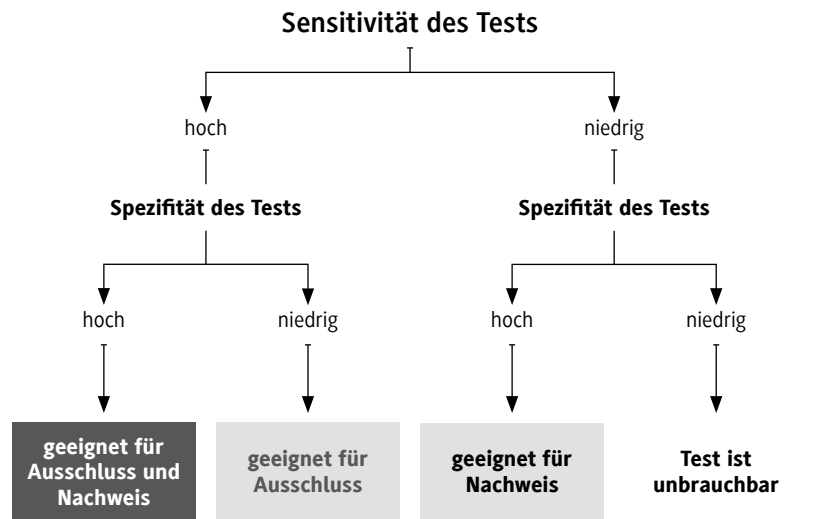 Sensitivität des Tests
hoch
niedrig
Spezifität des Tests
Spezifität des Tests
hoch
niedrig
hoch
niedrig
geeignet für
Ausschluss und
Nachweis
geeignet für
Ausschluss
geeignet für
Nachweis
Test ist
unbrauchbar